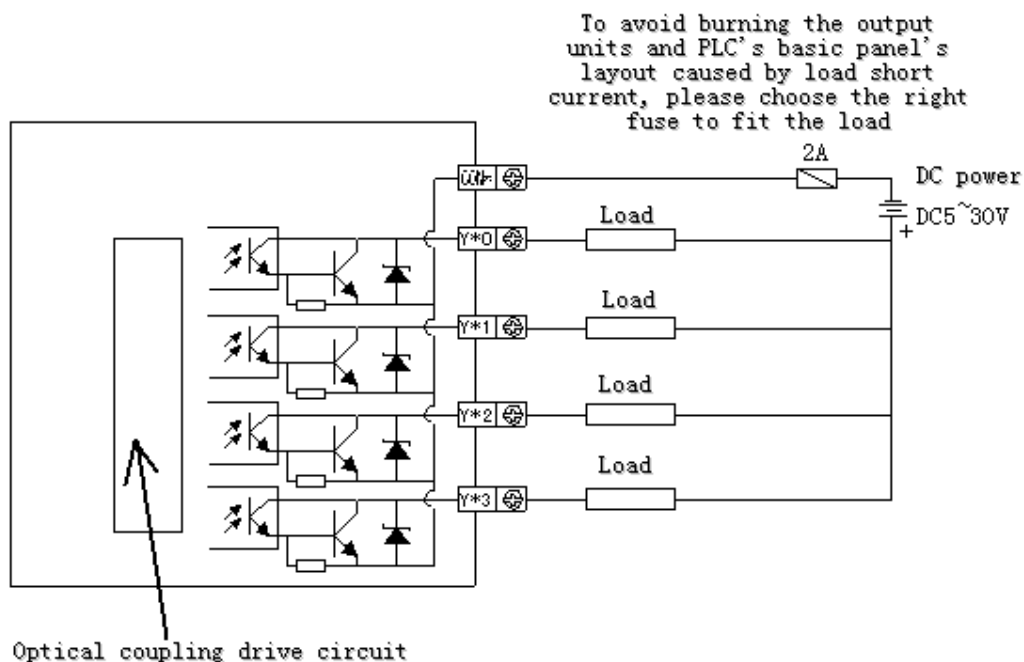 To avoid burning the output
units and PLC's basic panel's
layout caused by load short
current, please choose the right
fuse to fit the load
2A
DC power
DC5~30V
+
Load
Y*0
Load
Y*1
Load
Y*2
Load
Y*3
Optical coupling drive circuit